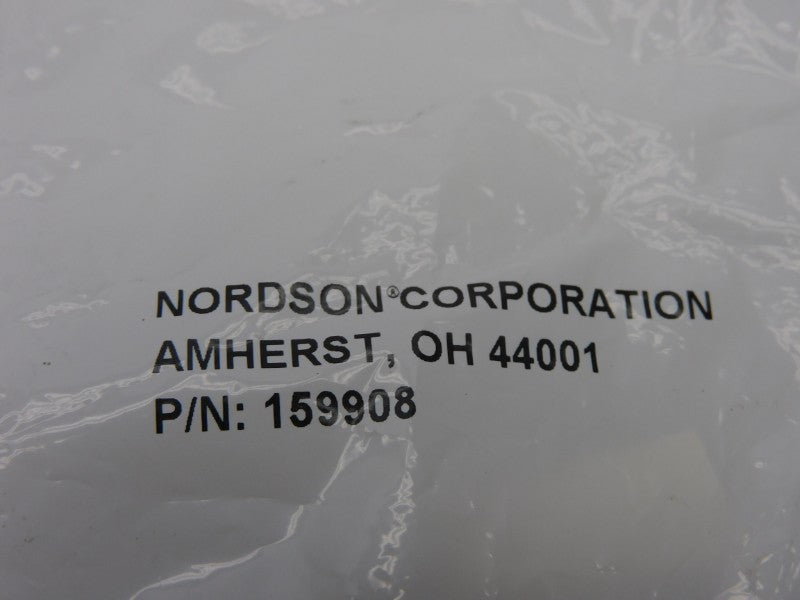 NORDSON® CORPORATION
AMHERST, OH 44001
P/N: 159908